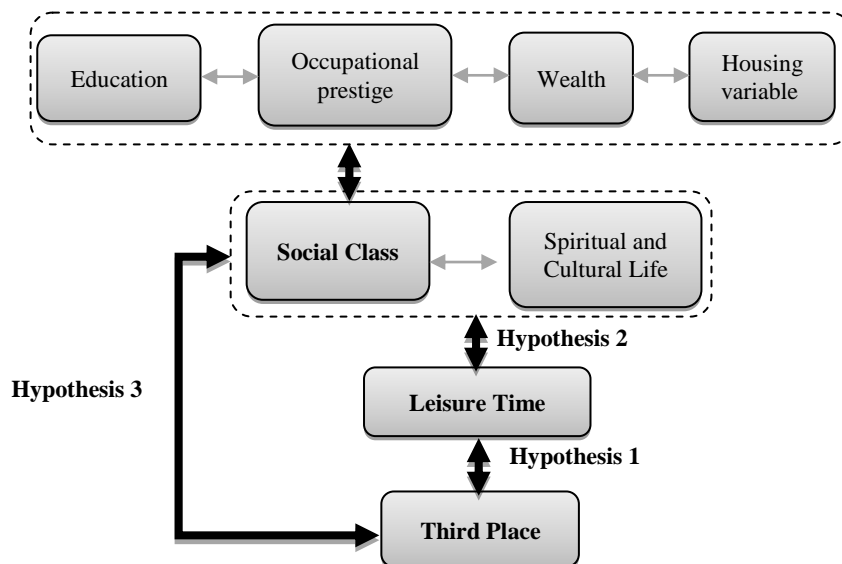 Education
Occupational
prestige
Wealth
Housing
variable
Social Class
Spiritual and
Cultural Life
Hypothesis 2
Hypothesis 3
Leisure Time
Hypothesis 1
Third Place